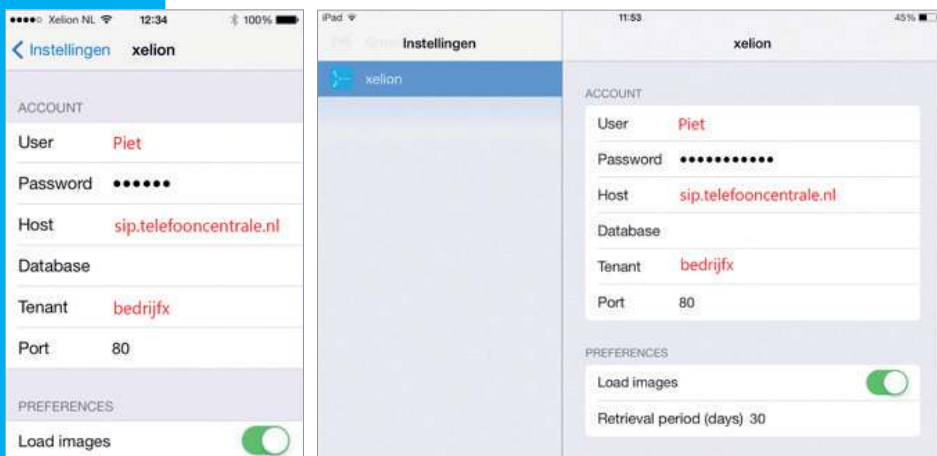 Xelion NL 12:34 100%
Instellingen xelion
ACCOUNT
User Piet
Password ••••••
Host sip.telefooncentrale.nl
Database
Tenant bedrijfx
Port 80
PREFERENCES
Load images
iPad 11:53 45%
Instellingen
xelion
xelion
ACCOUNT
User Piet
Password •••••••••••
Host sip.telefooncentrale.nl
Database
Tenant bedrijfx
Port 80
PREFERENCES
Load images
Retrieval period (days) 30